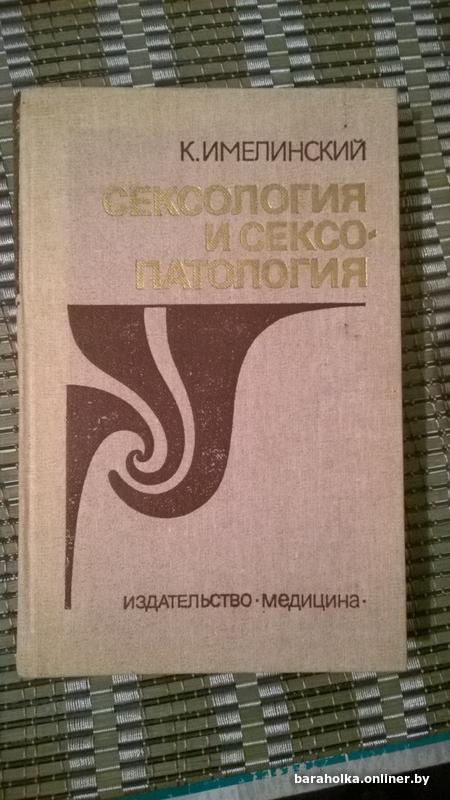 К. ИМЕЛИНСКИЙ
СЕКСОЛОГИЯ
И СЕКСО-
ПАТОЛОГИЯ
ИЗДАТЕЛЬСТВО · МЕДИЦИНА ·
baraholka.onliner.by